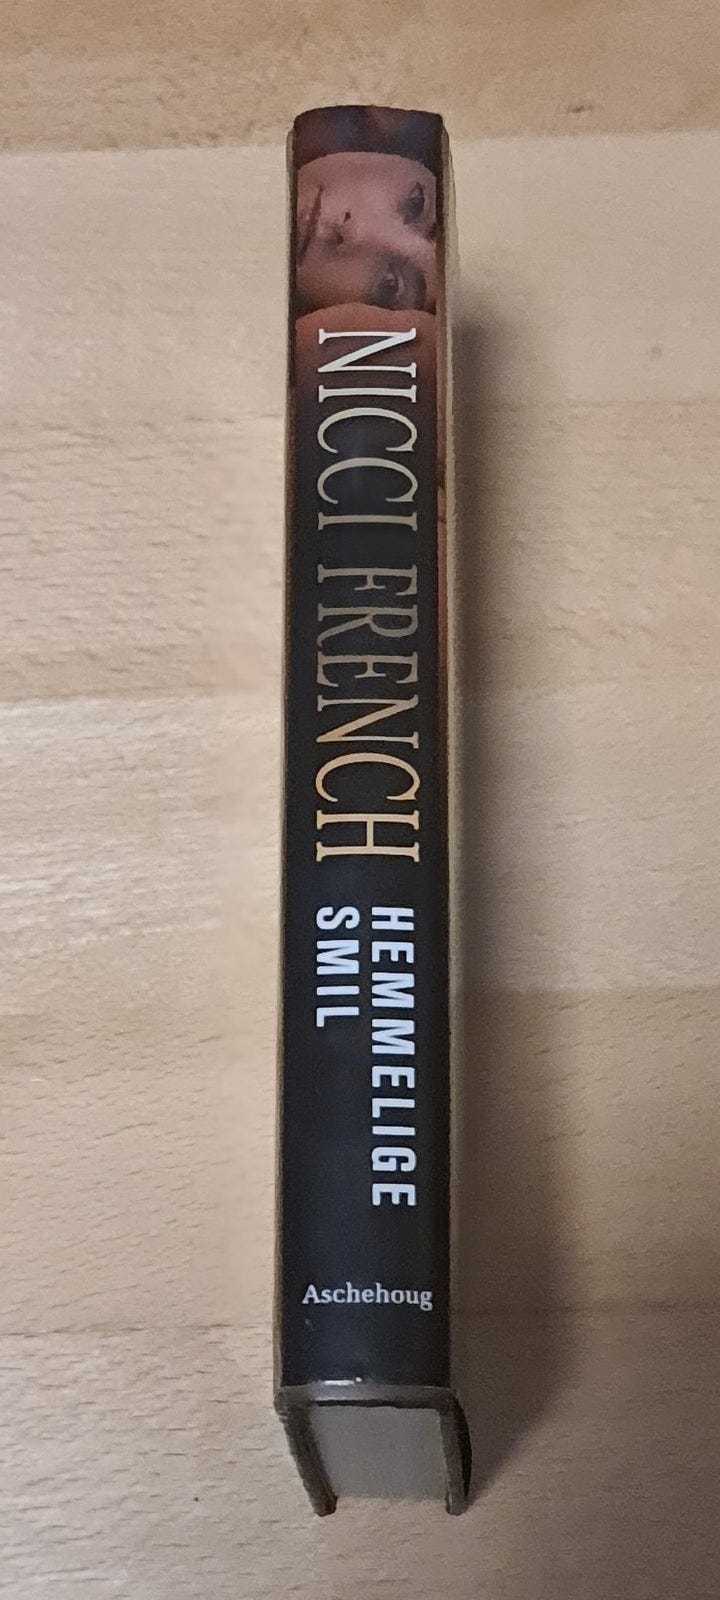 NICCI FRENCH
HEMMELIGE
SMIL
Aschehoug